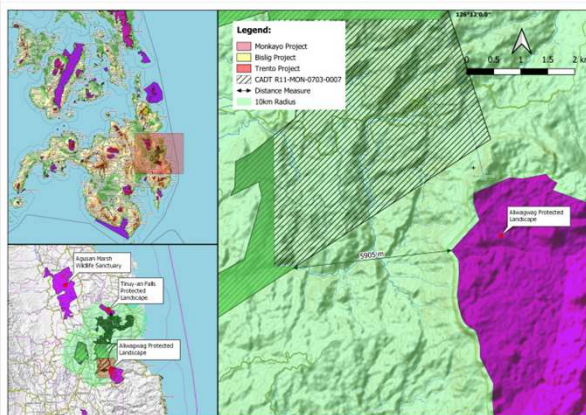 126°12'0.0"
Legend:
Monkayo Project
Bislig Project
Trento Project
CADT R11-MON-0703-0007
Distance Measure
10km Radius
0 0.5 1 1.5 2 km
Aliwagwag Protected
Landscape
5905 m
Agusan Marsh
Wildlife Sanctuary
Tinuy-an Falls
Protected
Landscape
Aliwagwag Protected
Landscape